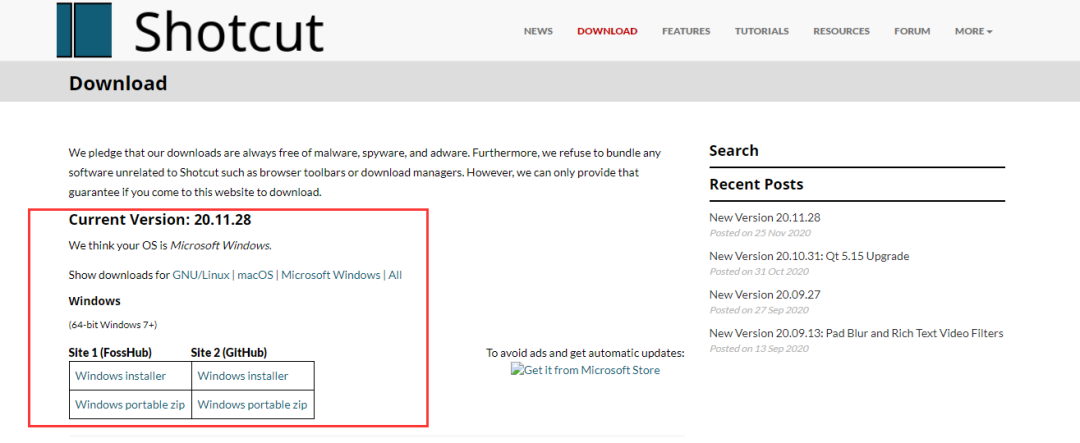 Shotcut
NEWS DOWNLOAD FEATURES TUTORIALS RESOURCES FORUM MORE
Download
We pledge that our downloads are always free of malware, spyware, and adware. Furthermore, we refuse to bundle any
software unrelated to Shotcut such as browser toolbars or download managers. However, we can only provide that
guarantee if you come to this website to download.
Current Version: 20.11.28
We think your OS is Microsoft Windows.
Show downloads for GNU/Linux | macOS | Microsoft Windows | All
Windows
(64-bit Windows 7+)
Site 1 (FossHub) Site 2 (GitHub)
Windows installer Windows installer
Windows portable zip Windows portable zip
To avoid ads and get automatic updates:
Get it from Microsoft Store
Search
Recent Posts
New Version 20.11.28
Posted on 25 Nov 2020
New Version 20.10.31: Qt 5.15 Upgrade
Posted on 31 Oct 2020
New Version 20.09.27
Posted on 27 Sep 2020
New Version 20.09.13: Pad Blur and Rich Text Video Filters
Posted on 13 Sep 2020